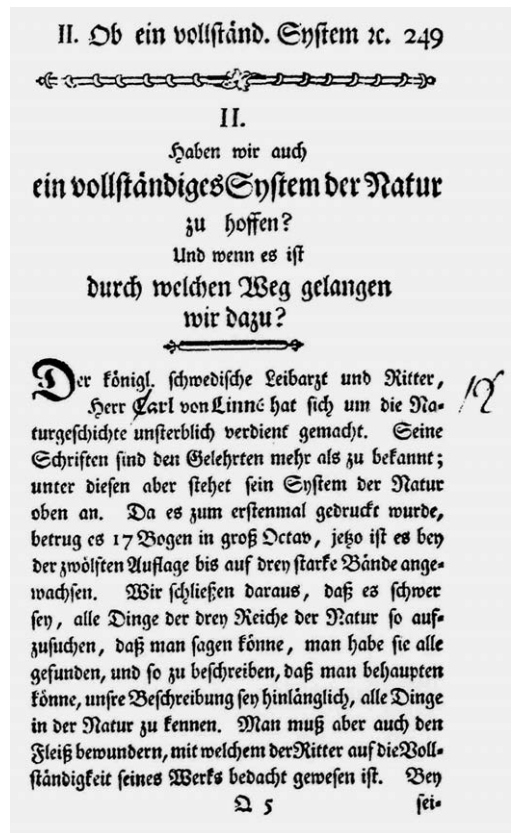 II. Ob ein vollständ. System ꝛc. 249
II.
Haben wir auch
ein vollständiges System der Natur
zu hoffen?
Und wenn es ist
durch welchen Weg gelangen
wir dazu?
Der königl. schwedische Leibarzt und Ritter,
Herr Carl von Linné hat sich um die Na-
turgeschichte unsterblich verdient gemacht. Seine
Schriften sind den Gelehrten mehr als zu bekannt;
unter diesen aber stehet sein System der Natur
oben an. Da es zum erstenmal gedruckt wurde,
betrug es 17 Bogen in groß Octav, jetzo ist es bey
der zwölften Auflage bis auf drey starke Bände ange-
wachsen. Wir schließen daraus, daß es schwer
sey, alle Dinge der drey Reiche der Natur so auf-
zusuchen, daß man sagen könne, man habe sie alle
gefunden, und so zu beschreiben, daß man behaupten
könne, unsre Beschreibung sey hinlänglich, alle Dinge
in der Natur zu kennen. Man muß aber auch den
Fleiß bewundern, mit welchem der Ritter auf die Voll-
ständigkeit seines Werks bedacht gewesen ist. Bey
Q 5 sei-